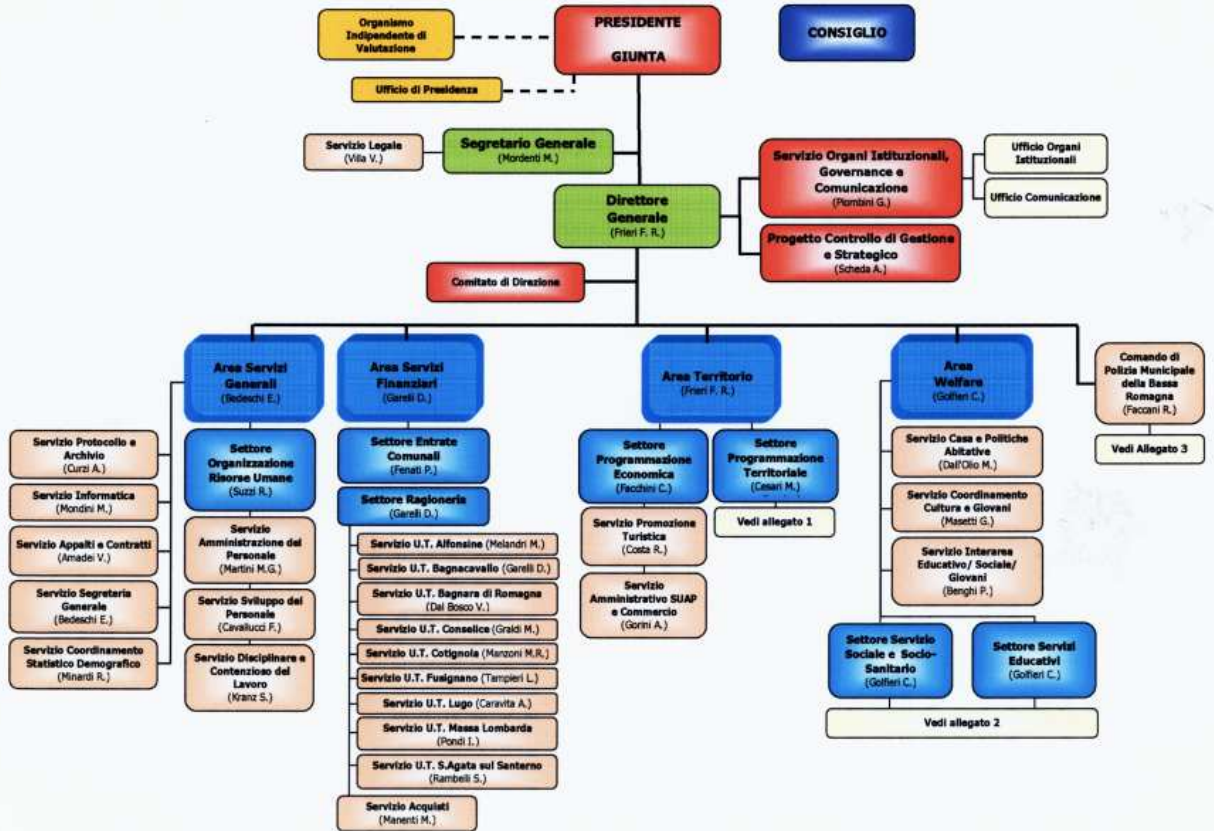 Organismo
Indipendente di
Valutazione
PRESIDENTE
GIUNTA
CONSIGLIO
Ufficio di Presidenza
Servizio Legale
(Villa V.)
Segretario Generale
(Mordenti M.)
Servizio Organi Istituzionali,
Governance e
Comunicazione
(Piombini G.)
Ufficio Organi
Istituzionali
Ufficio Comunicazione
Direttore
Generale
(Frieri F. R.)
Progetto Controllo di Gestione
e Strategico
(Scheda A.)
Comitato di Direzione
Area Servizi
Generali
(Bedeschi E.)
Area Servizi
Finanziari
(Garelli D.)
Area Territorio
(Frieri F. R.)
Area
Welfare
(Golfieri C.)
Comando di
Polizia Municipale
della Bassa
Romagna
(Faccani R.)
Vedi Allegato 3
Servizio Protocollo e
Archivio
(Curzi A.)
Servizio Informatica
(Mondini M.)
Servizio Appalti e Contratti
(Amadei V.)
Servizio Segreteria
Generale
(Bedeschi E.)
Servizio Coordinamento
Statistico Demografico
(Minardi R.)
Settore
Organizzazione
Risorse Umane
(Suzzi R.)
Servizio
Amministrazione del
Personale
(Martini M.G.)
Servizio Sviluppo del
Personale
(Cavallucci F.)
Servizio Disciplinare e
Contenzioso del
Lavoro
(Kranz S.)
Settore Entrate
Comunali
(Fenati P.)
Settore Ragioneria
(Garelli D.)
Servizio U.T. Alfonsine (Melandri M.)
Servizio U.T. Bagnacavallo (Garelli D.)
Servizio U.T. Bagnara di Romagna
(Dal Bosco V.)
Servizio U.T. Conselice (Graldi M.)
Servizio U.T. Cotignola (Manzoni M.R.)
Servizio U.T. Fusignano (Tampieri L.)
Servizio U.T. Lugo (Caravita A.)
Servizio U.T. Massa Lombarda
(Pondi I.)
Servizio U.T. S.Agata sul Santerno
(Rambelli S.)
Servizio Acquisti
(Manenti M.)
Settore
Programmazione
Economica
(Facchini C.)
Servizio Promozione
Turistica
(Costa R.)
Servizio
Amministrativo SUAP
e Commercio
(Gorini A.)
Settore
Programmazione
Territoriale
(Cesari M.)
Vedi allegato 1
Servizio Casa e Politiche
Abitative
(Dall'Olio M.)
Servizio Coordinamento
Cultura e Giovani
(Masetti G.)
Servizio Interarea
Educativo/ Sociale/
Giovani
(Benghi P.)
Settore Servizio
Sociale e Socio-
Sanitario
(Golfieri C.)
Settore Servizi
Educativi
(Golfieri C.)
Vedi allegato 2